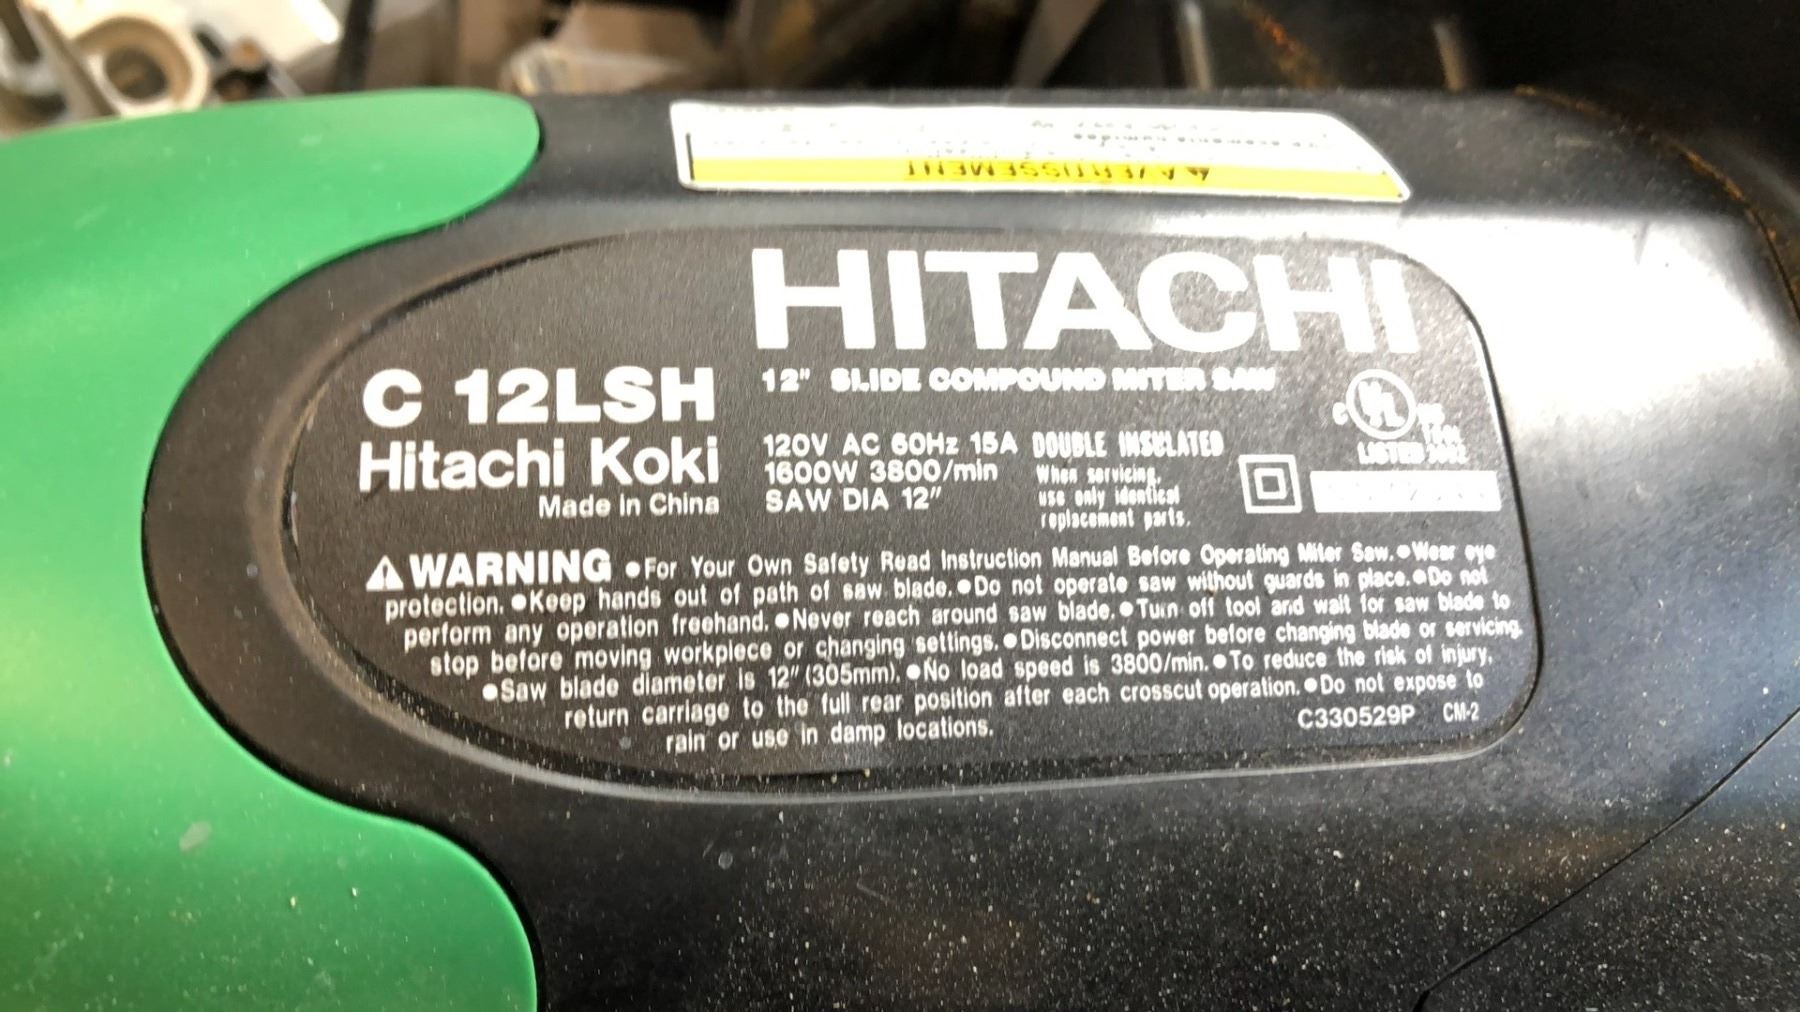 AVERTISSEMENT
HITACHI
C 12LSH
12" SLIDE COMPOUND MITER SAW
Hitachi Koki
Made in China
120V AC 60Hz 15A
1600W 3800/min
SAW DIA 12"
DOUBLE INSULATED
When servicing,
use only identical
replacement parts.
C UL US
LISTED
WARNING •For Your Own Safety Read Instruction Manual Before Operating Miter Saw.•Wear eye
protection. •Keep hands out of path of saw blade.•Do not operate saw without guards in place.•Do not
perform any operation freehand.•Never reach around saw blade.•Turn off tool and wait for saw blade to
stop before moving workpiece or changing settings.•Disconnect power before changing blade or servicing.
•Saw blade diameter is 12" (305mm).•No load speed is 3800/min.•To reduce the risk of injury,
return carriage to the full rear position after each crosscut operation.•Do not expose to
rain or use in damp locations.
C330529P CM-2